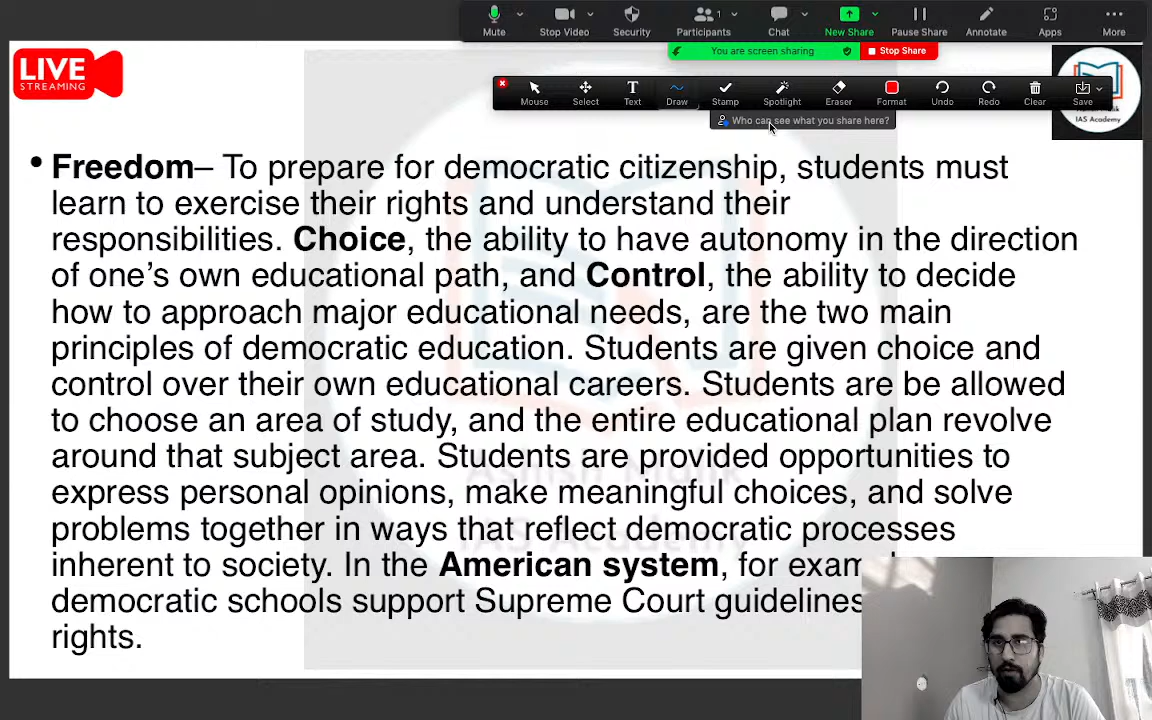 Mute
Stop Video
Security
Participants
1
Chat
New Share
Pause Share
Annotate
Apps
More
You are screen sharing
Stop Share
LIVE
STREAMING
Mouse
Select
Text
Draw
Stamp
Spotlight
Eraser
Format
Undo
Redo
Clear
Save
Who can see what you share here?
IAS Academy
• Freedom– To prepare for democratic citizenship, students must
learn to exercise their rights and understand their
responsibilities. Choice, the ability to have autonomy in the direction
of one’s own educational path, and Control, the ability to decide
how to approach major educational needs, are the two main
principles of democratic education. Students are given choice and
control over their own educational careers. Students are be allowed
to choose an area of study, and the entire educational plan revolve
around that subject area. Students are provided opportunities to
express personal opinions, make meaningful choices, and solve
problems together in ways that reflect democratic processes
inherent to society. In the American system, for exam
democratic schools support Supreme Court guidelines
rights.
Ashish Malik